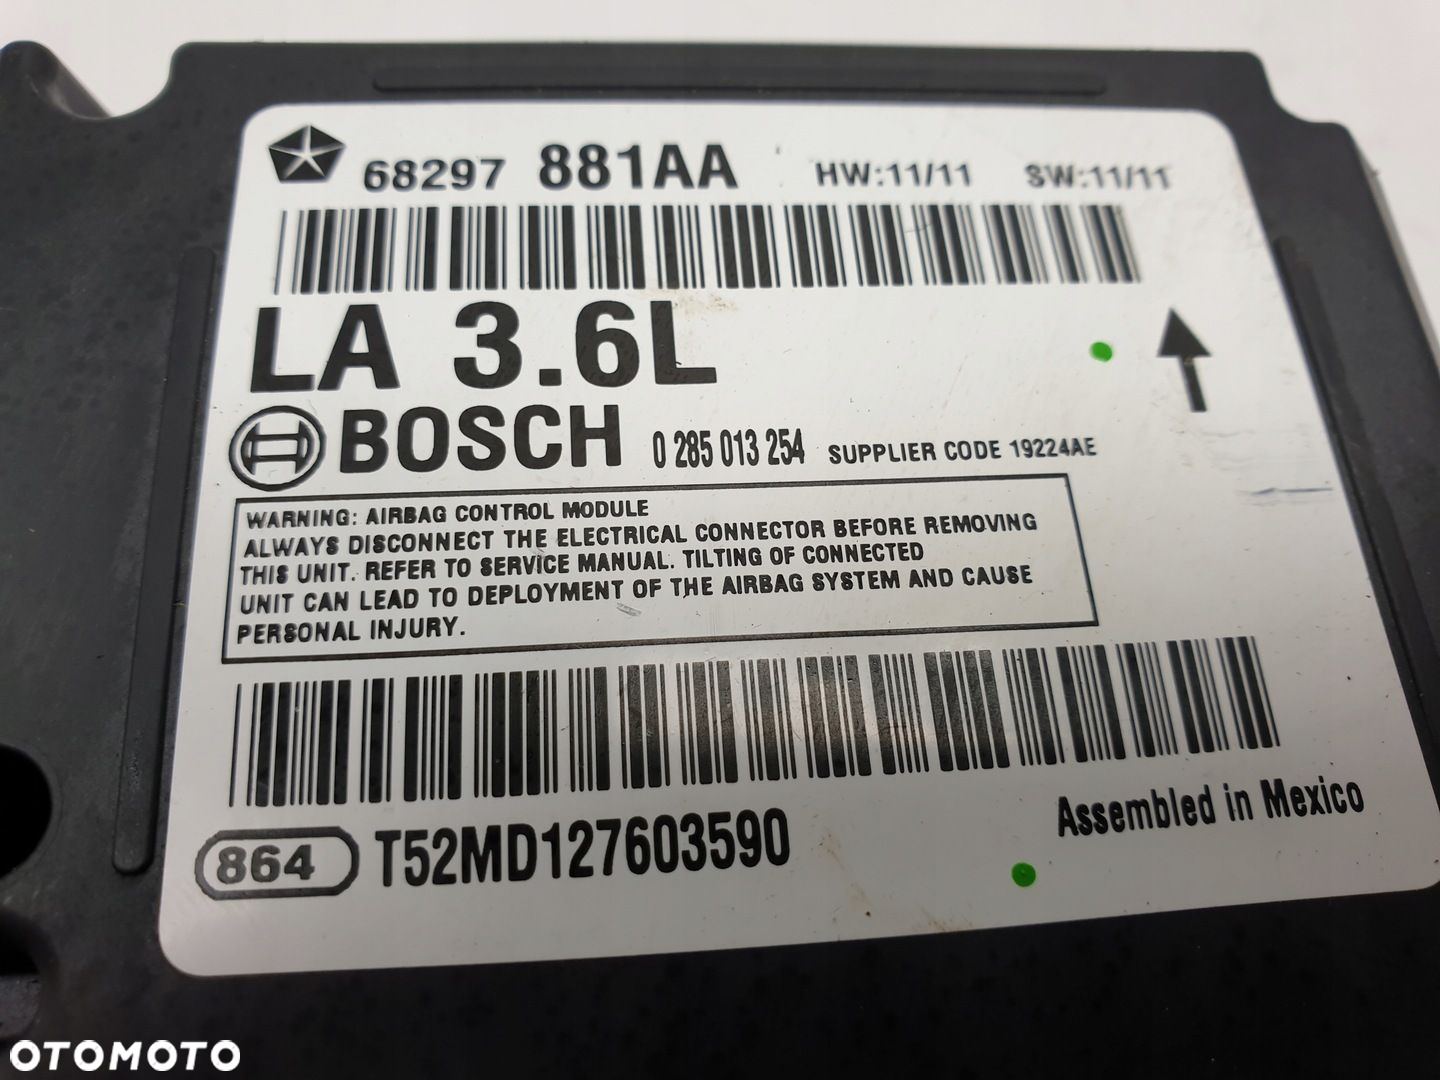 68297 881AA HW:11/11 SW:11/11
LA 3.6L
BOSCH 0 285 013 254 SUPPLIER CODE 19224AE
WARNING: AIRBAG CONTROL MODULE
ALWAYS DISCONNECT THE ELECTRICAL CONNECTOR BEFORE REMOVING
THIS UNIT. REFER TO SERVICE MANUAL. TILTING OF CONNECTED
UNIT CAN LEAD TO DEPLOYMENT OF THE AIRBAG SYSTEM AND CAUSE
PERSONAL INJURY.
Assembled in Mexico
864 T52MD127603590
OTOMOTO